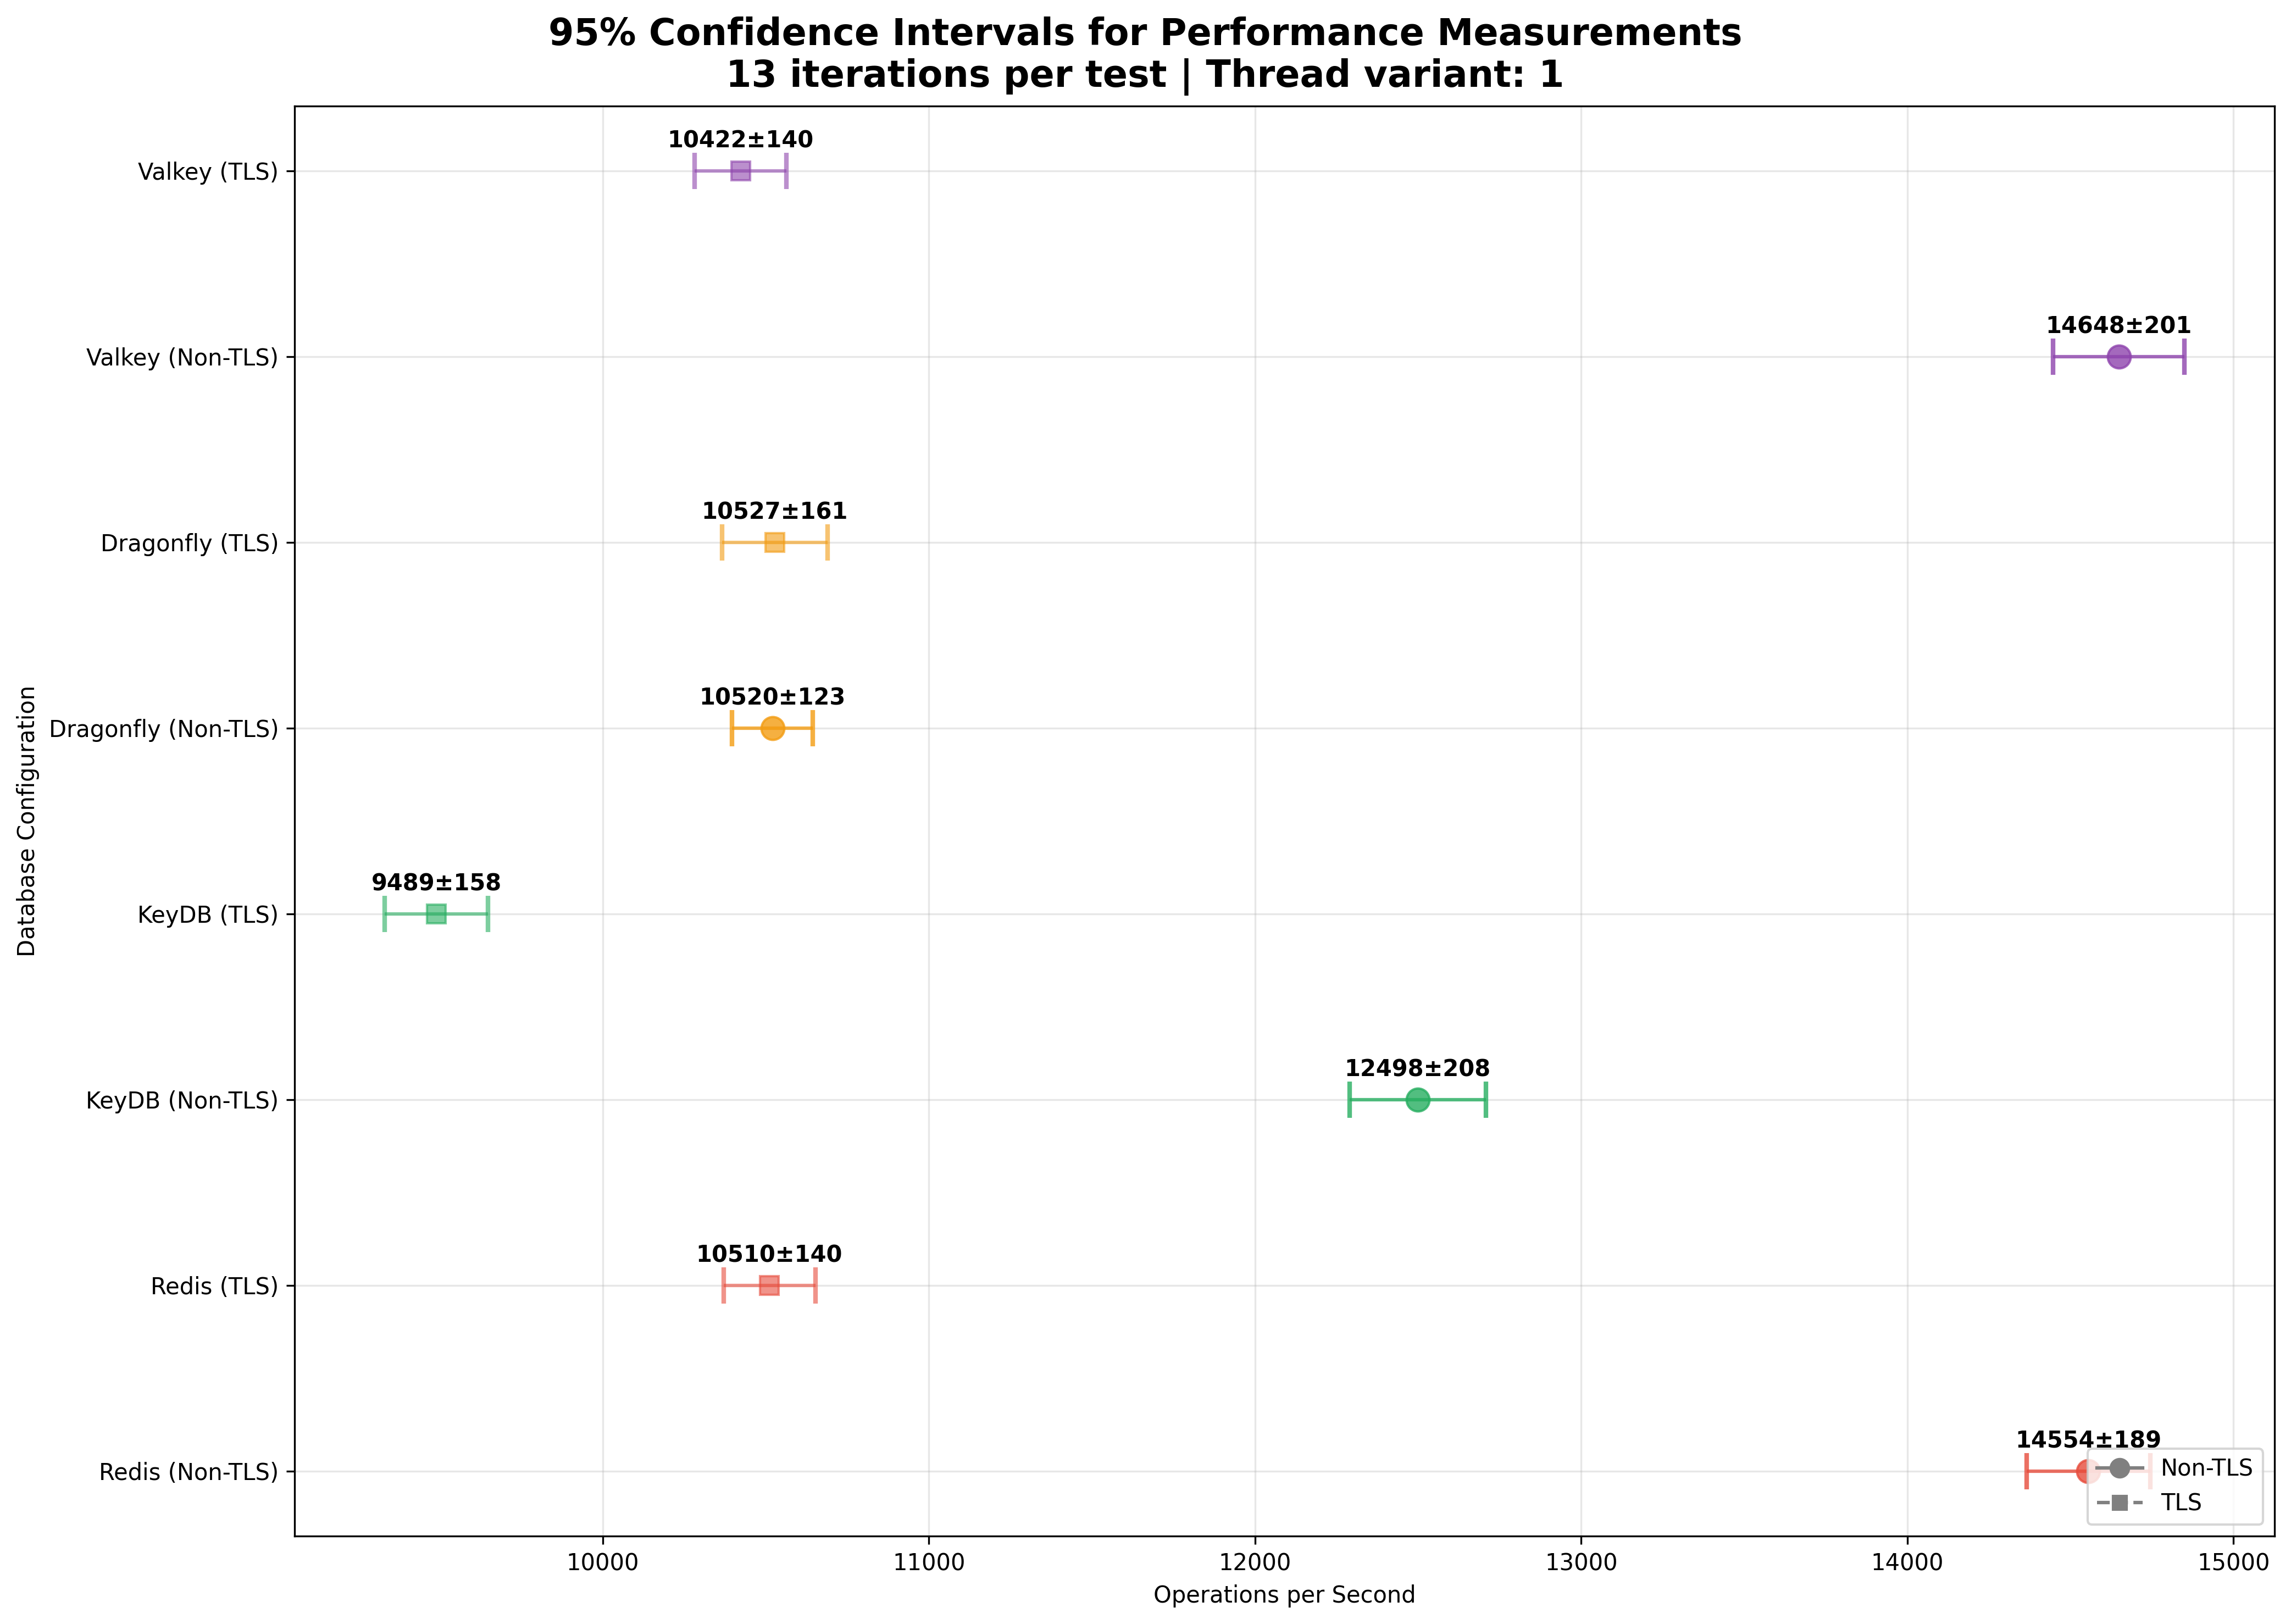 95% Confidence Intervals for Performance Measurements
13 iterations per test | Thread variant: 1
Database Configuration
Valkey (TLS)
10422±140
Valkey (Non-TLS)
14648±201
Dragonfly (TLS)
10527±161
Dragonfly (Non-TLS)
10520±123
KeyDB (TLS)
9489±158
KeyDB (Non-TLS)
12498±208
Redis (TLS)
10510±140
Redis (Non-TLS)
14554±189
Non-TLS
TLS
10000 11000 12000 13000 14000 15000
Operations per Second